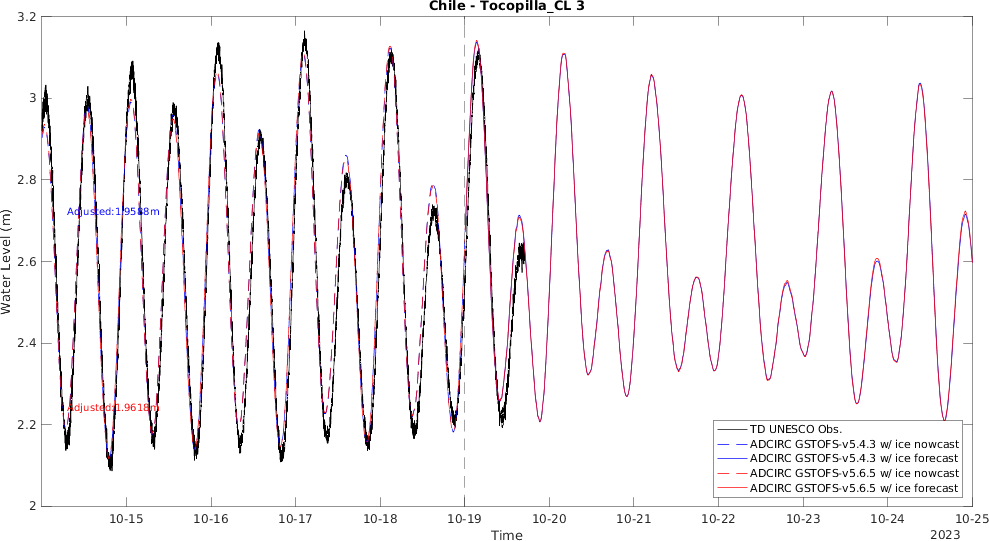 Chile - Tocopilla_CL 3
3.2
3
2.8
2.6
2.4
2.2
2
Water Level (m)
Adjusted:1.9588m
Adjusted:1.9618m
TD UNESCO Obs.
ADCIRC GSTOFS-v5.4.3 w/ ice nowcast
ADCIRC GSTOFS-v5.4.3 w/ ice forecast
ADCIRC GSTOFS-v5.6.5 w/ ice nowcast
ADCIRC GSTOFS-v5.6.5 w/ ice forecast
10-15 10-16 10-17 10-18 10-19 10-20 10-21 10-22 10-23 10-24 10-25
Time
2023